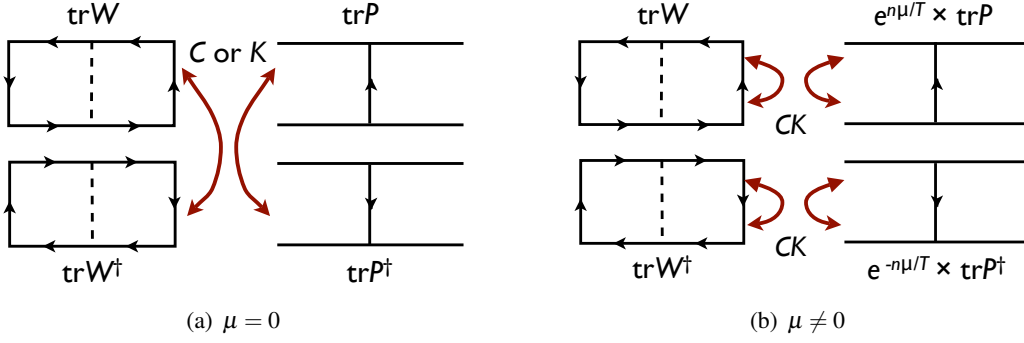 trW
trP
C or K
trW†
trP†
(a) μ = 0
trW
e^{nμ/T} × trP
CK
CK
trW†
e^{-nμ/T} × trP†
(b) μ ≠ 0